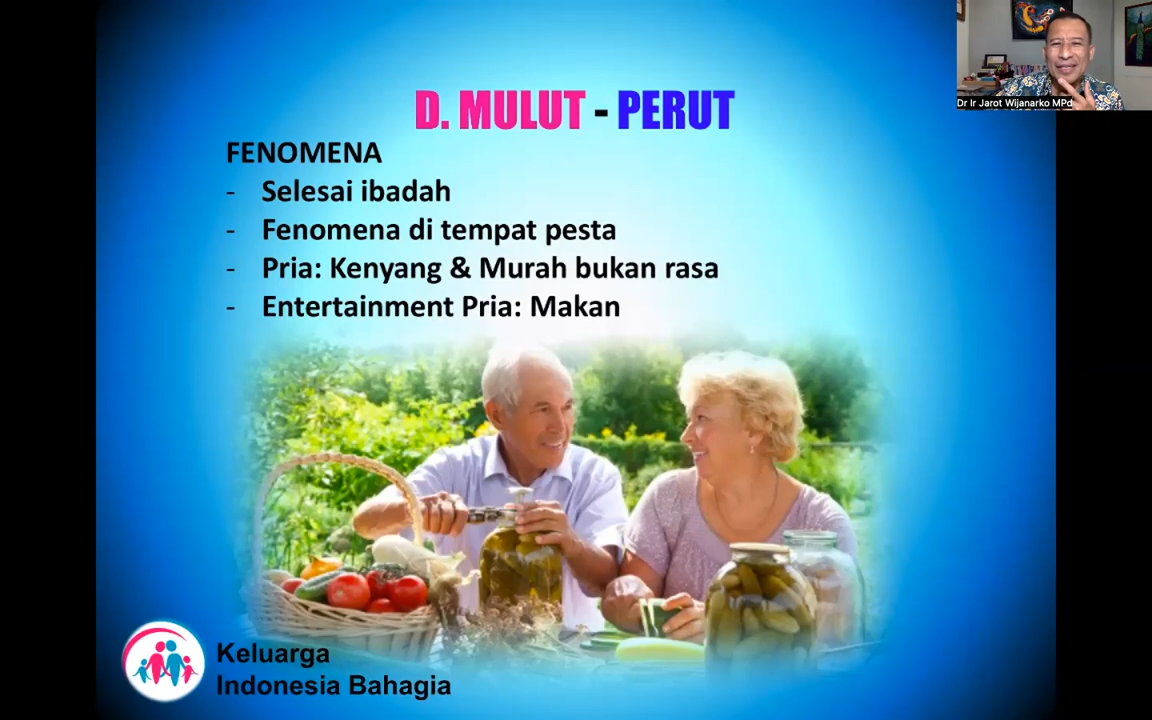 Dr Ir Jarot Wijanarko MPd
D. MULUT - PERUT
FENOMENA
- Selesai ibadah
- Fenomena di tempat pesta
- Pria: Kenyang & Murah bukan rasa
- Entertainment Pria: Makan
Keluarga
Indonesia Bahagia